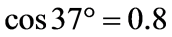 cos37° = 0.8